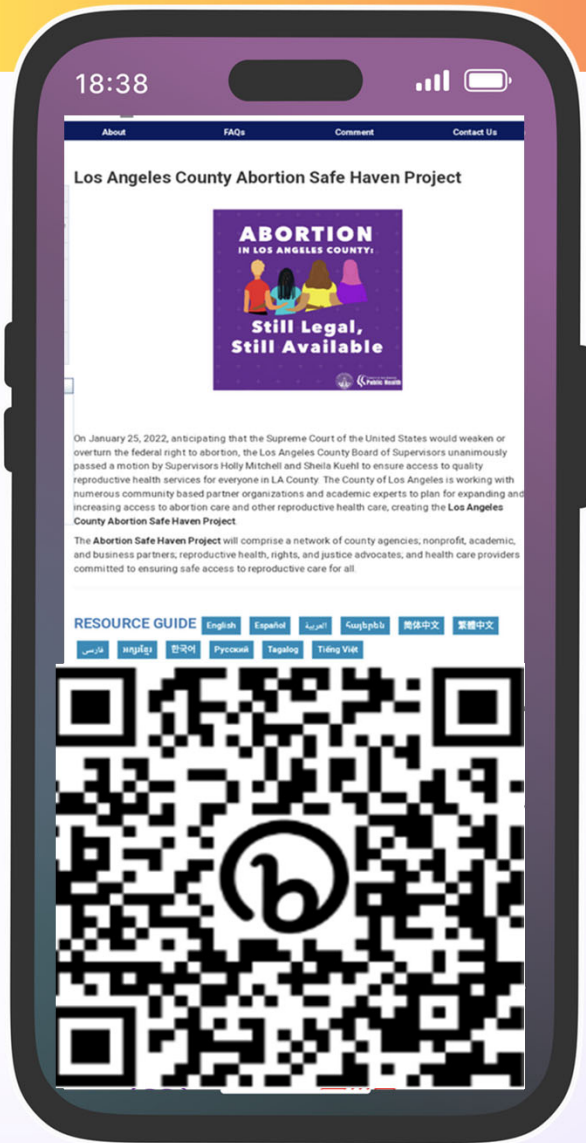 18:38
About FAQs Comment Contact Us
Los Angeles County Abortion Safe Haven Project
ABORTION
IN LOS ANGELES COUNTY:
Still Legal,
Still Available
Public Health
On January 25, 2022, anticipating that the Supreme Court of the United States would weaken or
overturn the federal right to abortion, the Los Angeles County Board of Supervisors unanimously
passed a motion by Supervisors Holly Mitchell and Sheila Kuehl to ensure access to quality
reproductive health services for everyone in LA County. The County of Los Angeles is working with
numerous community based partner organizations and academic experts to plan for expanding and
increasing access to abortion care and other reproductive health care, creating the Los Angeles
County Abortion Safe Haven Project.
The Abortion Safe Haven Project will comprise a network of county agencies; nonprofit, academic,
and business partners; reproductive health, rights, and justice advocates; and health care providers
committed to ensuring safe access to reproductive care for all.
RESOURCE GUIDE English Español العربية Հայերեն 简体中文 繁體中文
فارسی អក្សរខ្មែរ 한국어 Русский Tagalog Tiếng Việt
b